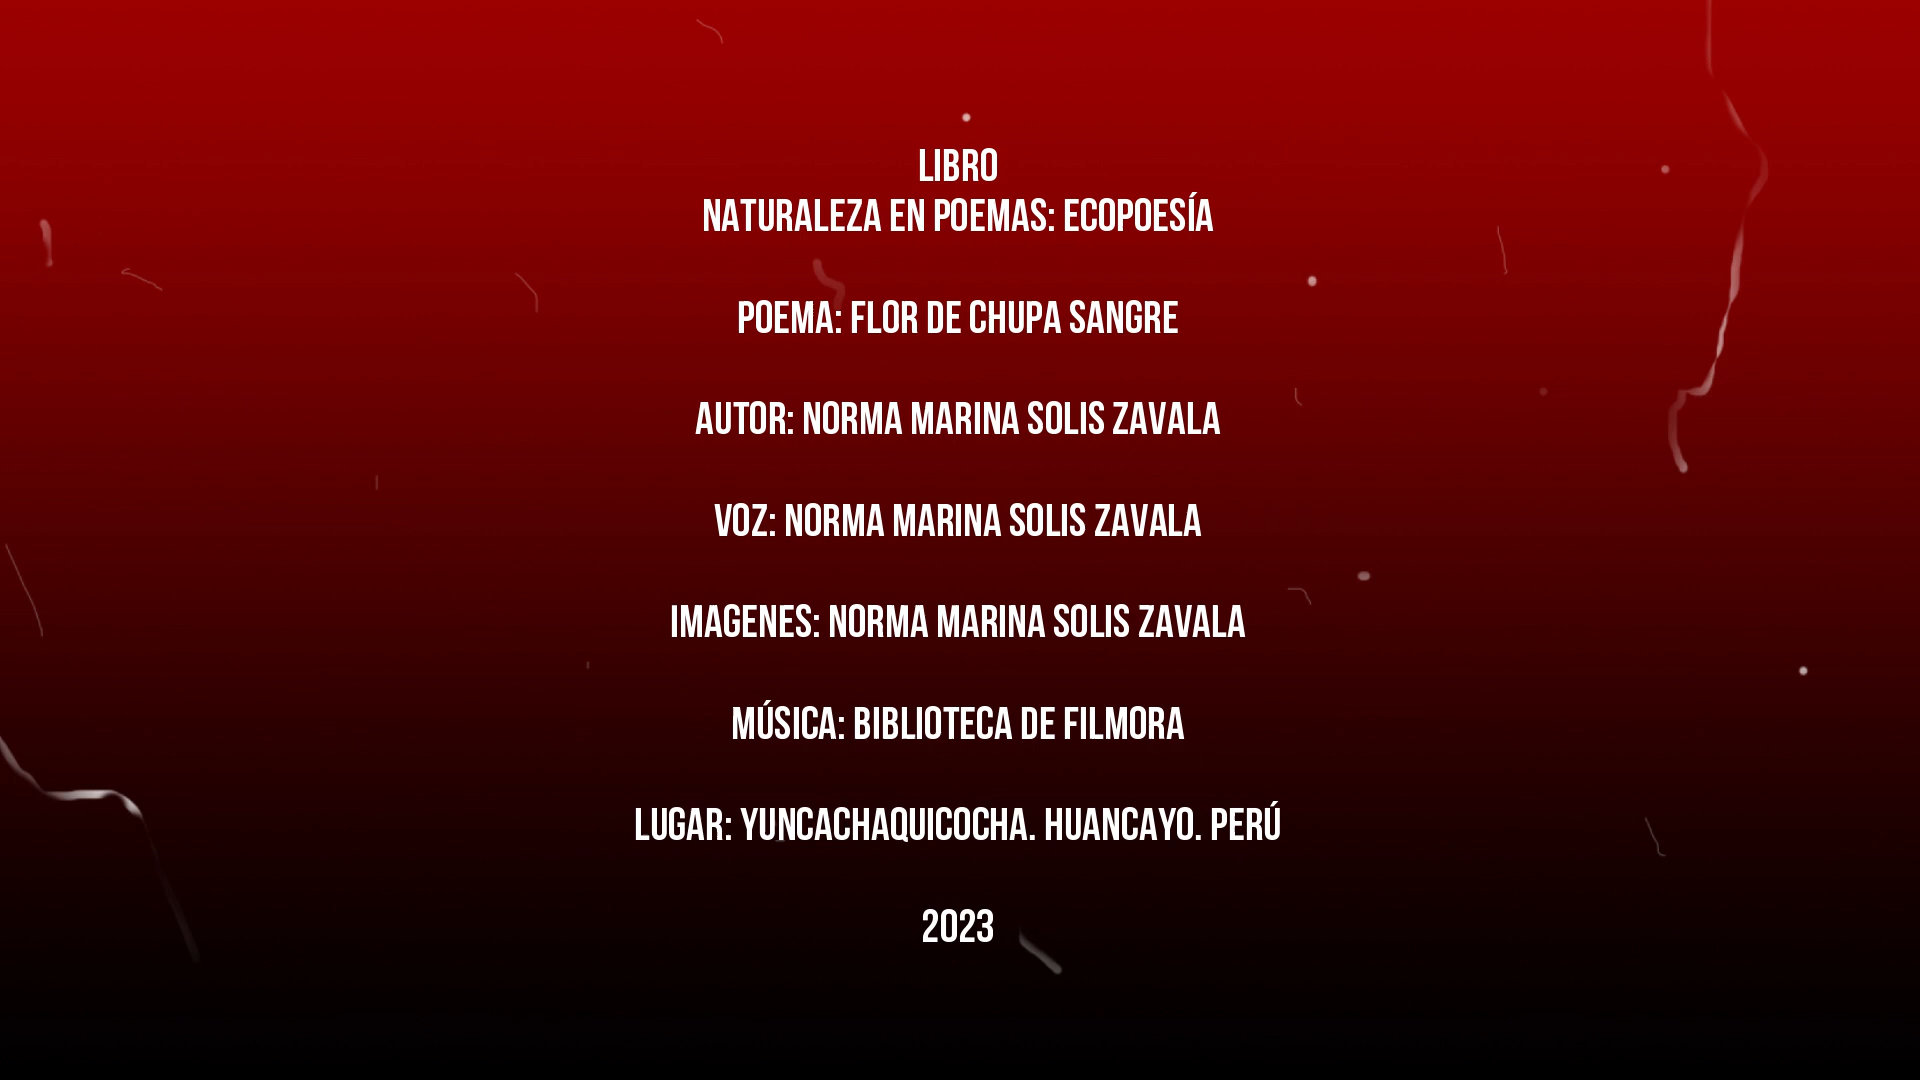 LIBRO
NATURALEZA EN POEMAS: ECOPOESÍA
POEMA: FLOR DE CHUPA SANGRE
AUTOR: NORMA MARINA SOLIS ZAVALA
VOZ: NORMA MARINA SOLIS ZAVALA
IMAGENES: NORMA MARINA SOLIS ZAVALA
MÚSICA: BIBLIOTECA DE FILMORA
LUGAR: YUNCACHAQUICOCHA. HUANCAYO. PERÚ
2023